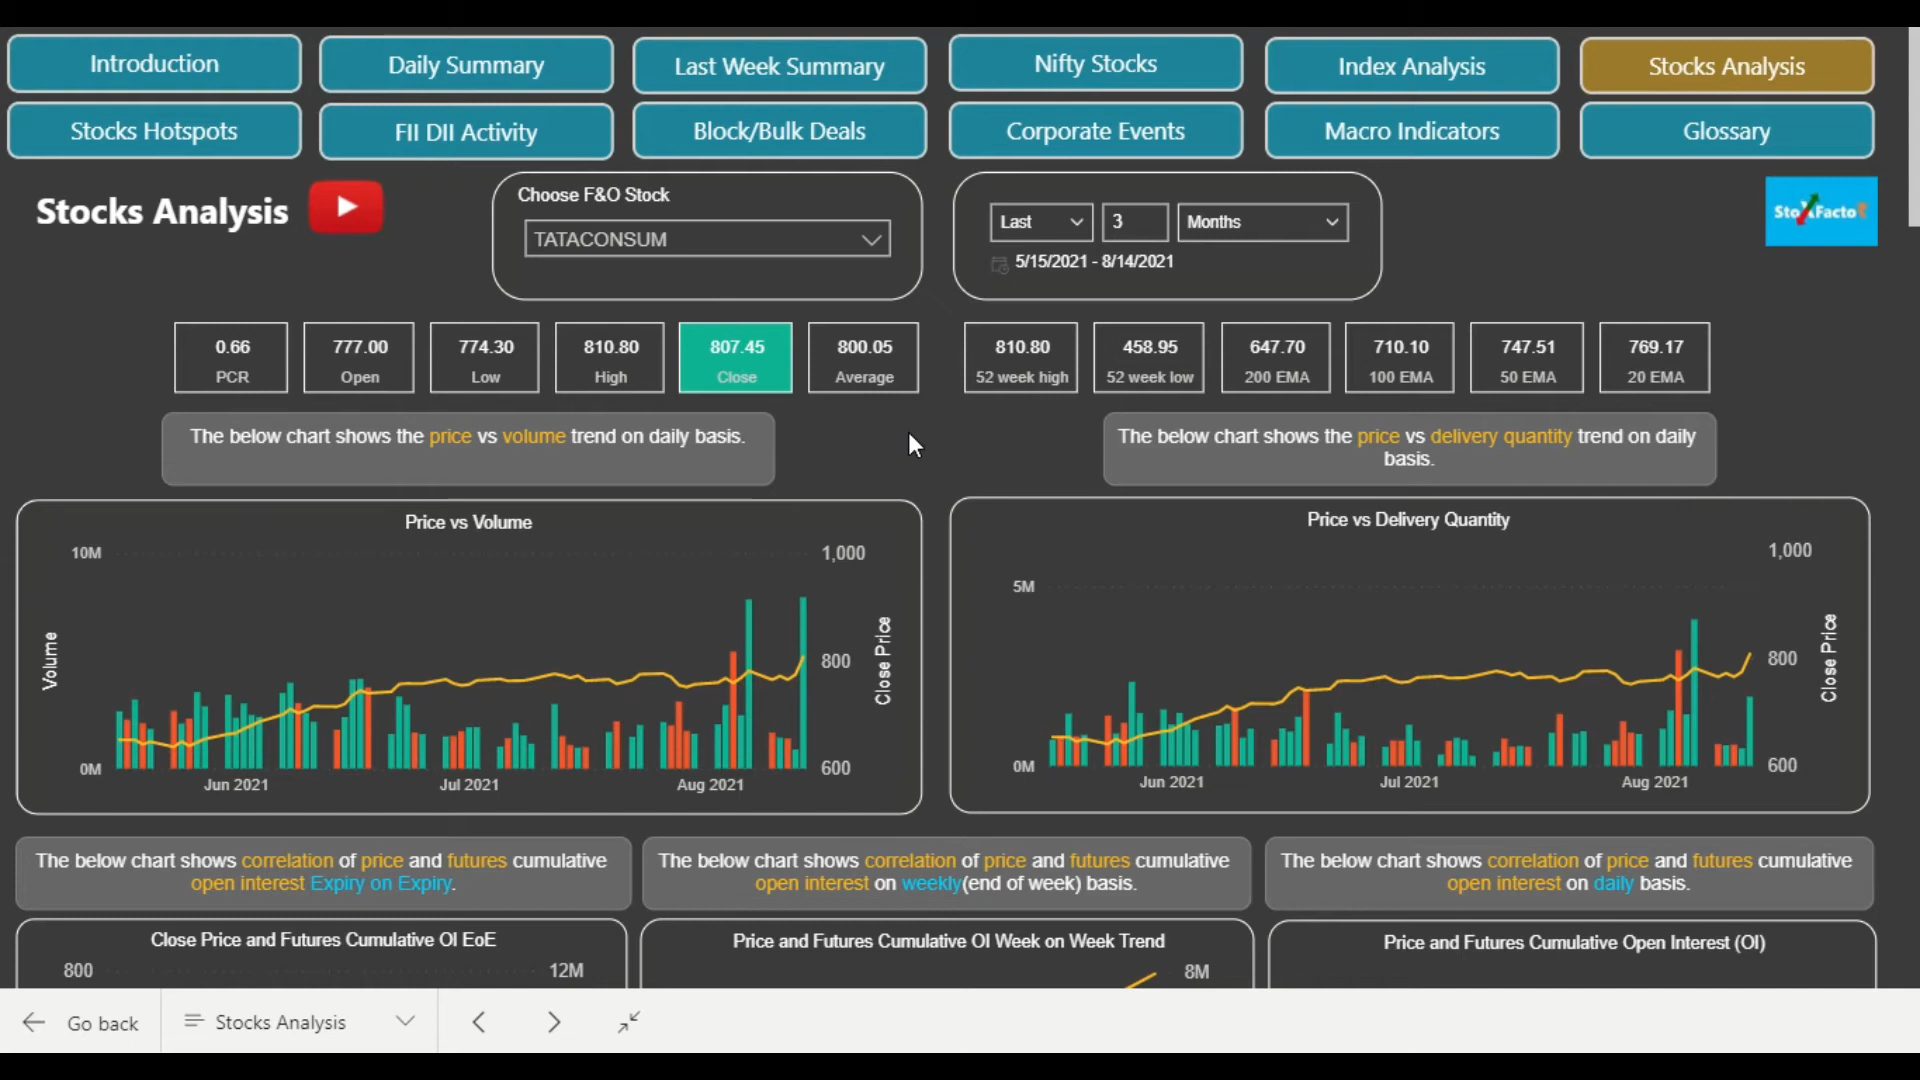 Introduction
Daily Summary
Last Week Summary
Nifty Stocks
Index Analysis
Stocks Analysis
Stocks Hotspots
FII DII Activity
Block/Bulk Deals
Corporate Events
Macro Indicators
Glossary
Stocks Analysis
Choose F&O Stock
TATACONSUM
Last
3
Months
5/15/2021 - 8/14/2021
StoXFactor
0.66
PCR
777.00
Open
774.30
Low
810.80
High
807.45
Close
800.05
Average
810.80
52 week high
458.95
52 week low
647.70
200 EMA
710.10
100 EMA
747.51
50 EMA
769.17
20 EMA
The below chart shows the price vs volume trend on daily basis.
The below chart shows the price vs delivery quantity trend on daily
basis.
Price vs Volume
10M
0M
Volume
1,000
800
600
Close Price
Jun 2021
Jul 2021
Aug 2021
Price vs Delivery Quantity
5M
0M
1,000
800
600
Close Price
Jun 2021
Jul 2021
Aug 2021
The below chart shows correlation of price and futures cumulative
open interest Expiry on Expiry.
The below chart shows correlation of price and futures cumulative
open interest on weekly(end of week) basis.
The below chart shows correlation of price and futures cumulative
open interest on daily basis.
Close Price and Futures Cumulative OI EoE
800
12M
Price and Futures Cumulative OI Week on Week Trend
8M
Price and Futures Cumulative Open Interest (OI)
Go back
Stocks Analysis